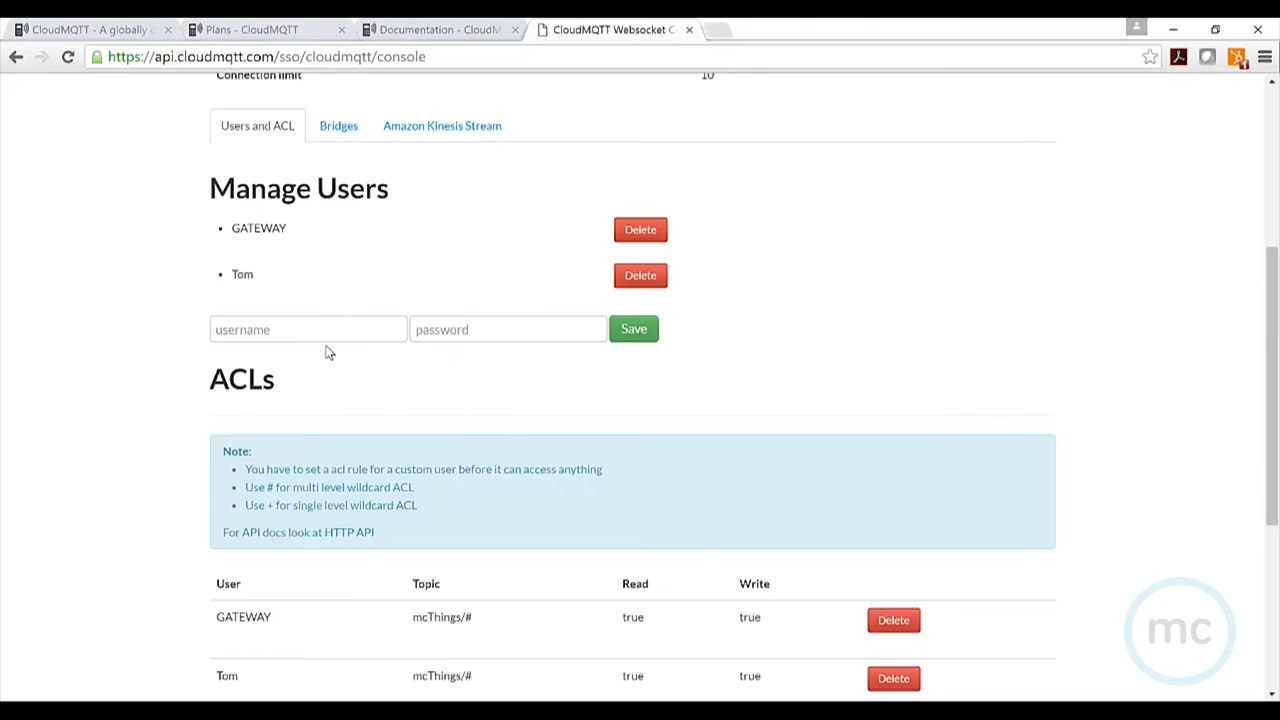 CloudMQTT - A globally
Plans - CloudMQTT
Documentation - CloudM
CloudMQTT Websocket C
https://api.cloudmqtt.com/sso/cloudmqtt/console
Connection limit 10
Users and ACL Bridges Amazon Kinesis Stream
Manage Users
GATEWAY Delete
Tom Delete
username password Save
ACLs
Note:
You have to set a acl rule for a custom user before it can access anything
Use # for multi level wildcard ACL
Use + for single level wildcard ACL
For API docs look at HTTP API
User Topic Read Write
GATEWAY mcThings/# true true Delete
Tom mcThings/# true true Delete
mc